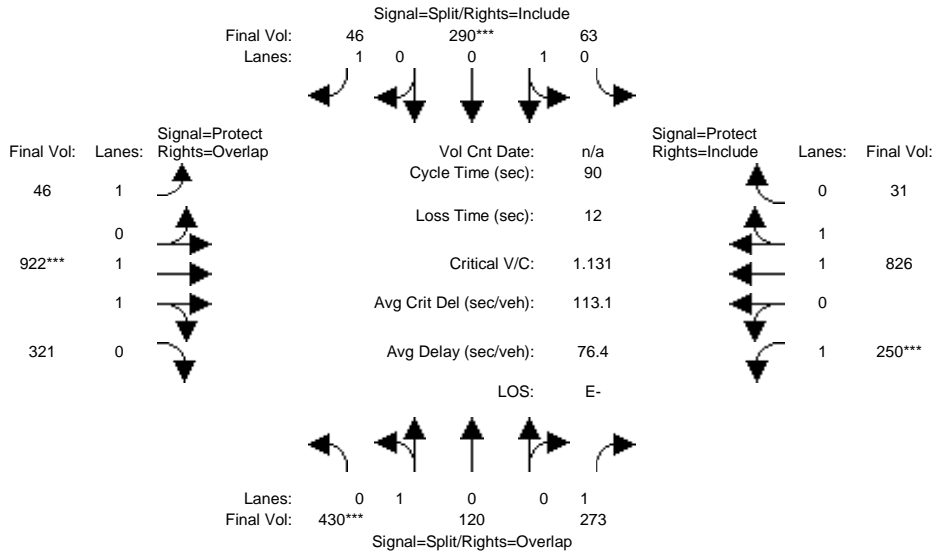 Signal=Split/Rights=Include
Final Vol: 46 290*** 63
Lanes: 1 0 0 1 0
Signal=Protect
Final Vol: Lanes: Rights=Overlap
Vol Cnt Date: n/a
Signal=Protect
Rights=Include Lanes: Final Vol:
Cycle Time (sec): 90
46 1
0 31
Loss Time (sec): 12
0
1
922*** 1
Critical V/C: 1.131
1 826
1
Avg Crit Del (sec/veh): 113.1
0
321 0
Avg Delay (sec/veh): 76.4
1 250***
LOS: E-
Lanes: 0 1 0 0 1
Final Vol: 430*** 120 273
Signal=Split/Rights=Overlap